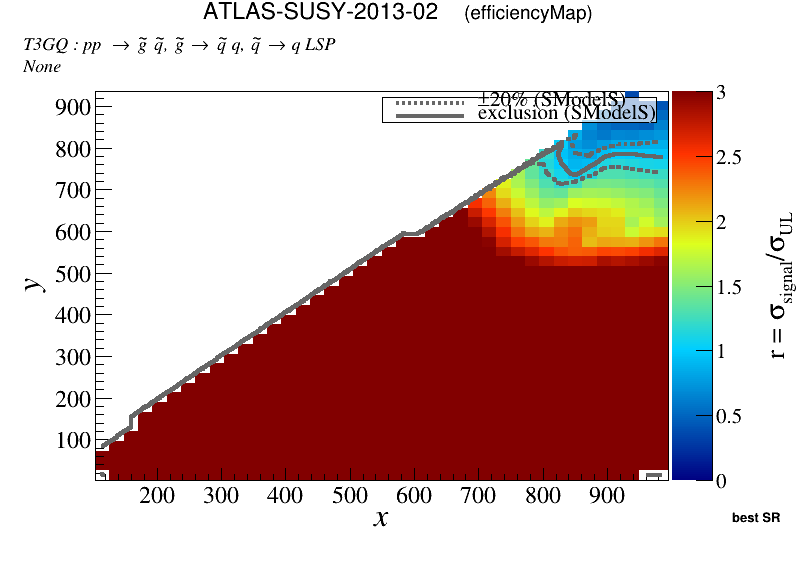 ATLAS-SUSY-2013-02 (efficiencyMap)
T3GQ : pp → g̃ q̃, g̃ → q̃ q, q̃ → q LSP
None
±20% (SModelS)
exclusion (SModelS)
900
800
700
600
500
400
300
200
100
y
200 300 400 500 600 700 800 900
x
3
2.5
2
1.5
1
0.5
0
r = σsignal/σUL
best SR